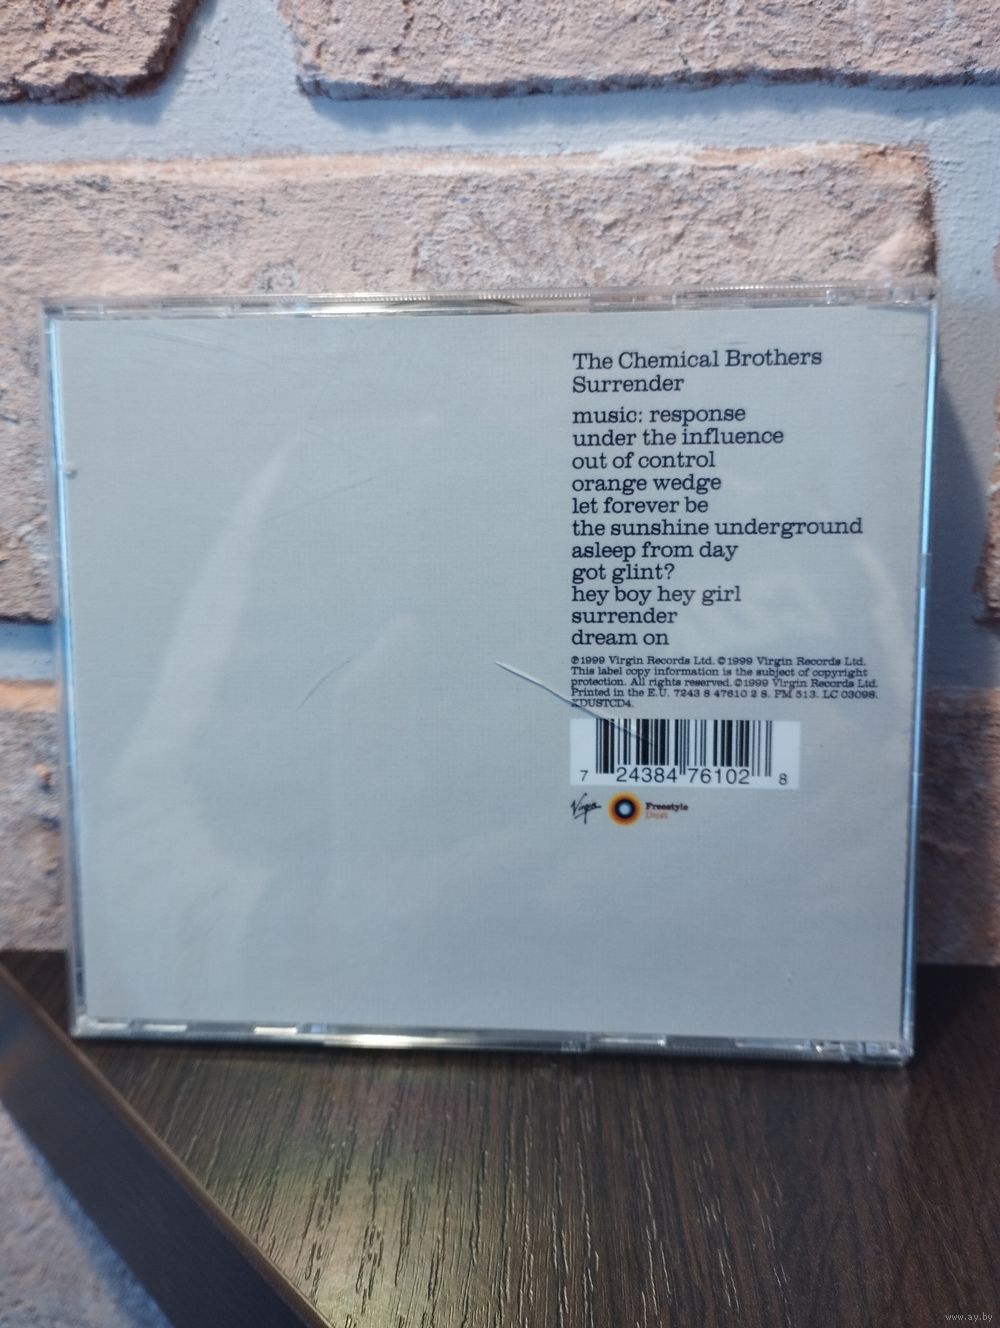 The Chemical Brothers
Surrender
music: response
under the influence
out of control
orange wedge
let forever be
the sunshine underground
asleep from day
got glint?
hey boy hey girl
surrender
dream on
℗1999 Virgin Records Ltd. ©1999 Virgin Records Ltd.
This label copy information is the subject of copyright
protection. All rights reserved. ©1999 Virgin Records Ltd.
Printed in the E.U. 7243 8 47610 2 8. PM 513. LC 03098.
XDUSTCD4.
7 24384 76102 8
Virgin
Freestyle
Dust
www.ay.by